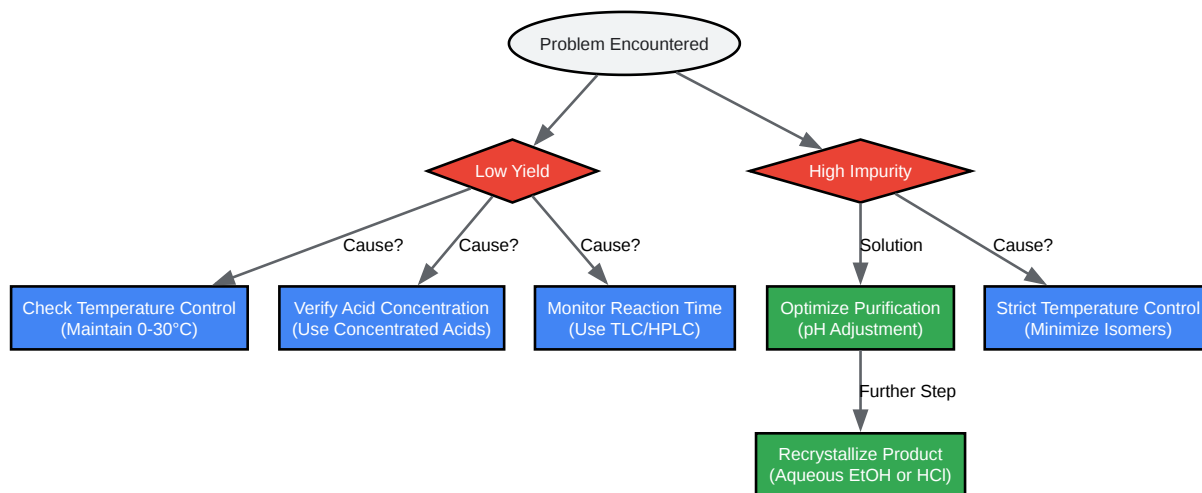 Problem Encountered
Low Yield
High Impurity
Cause?
Cause?
Cause?
Solution
Cause?
Check Temperature Control
(Maintain 0-30°C)
Verify Acid Concentration
(Use Concentrated Acids)
Monitor Reaction Time
(Use TLC/HPLC)
Optimize Purification
(pH Adjustment)
Strict Temperature Control
(Minimize Isomers)
Further Step
Recrystallize Product
(Aqueous EtOH or HCl)